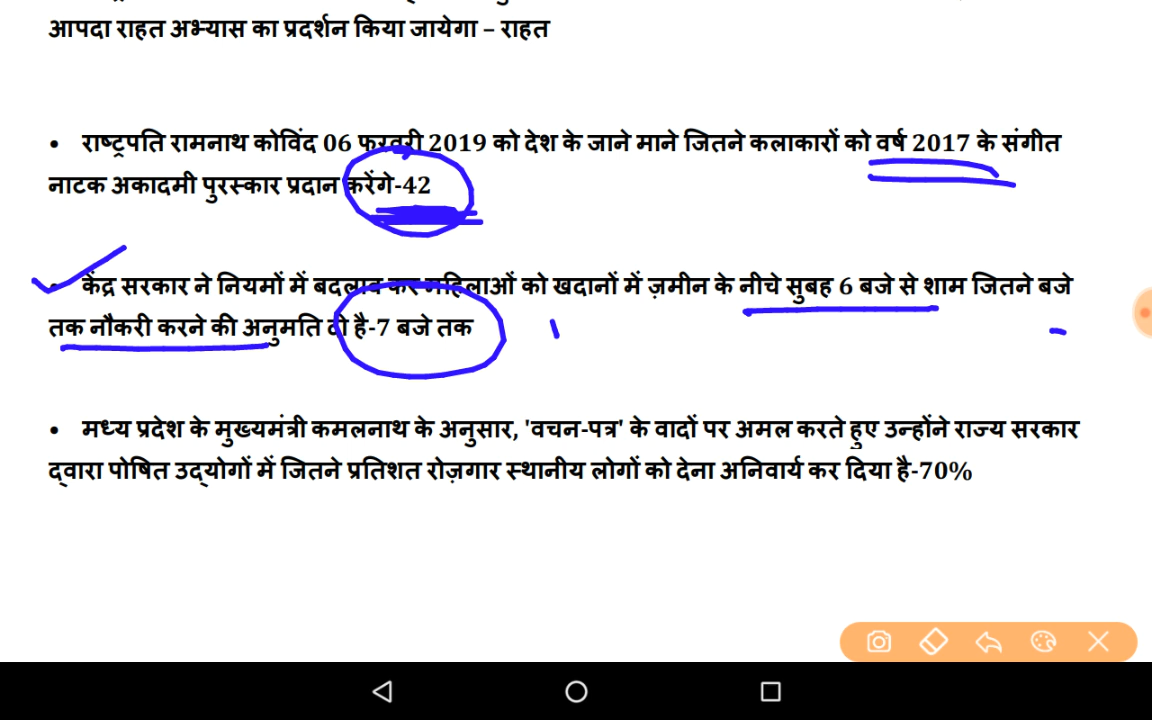 आपदा राहत अभ्यास का प्रदर्शन किया जायेगा – राहत
• राष्ट्रपति रामनाथ कोविंद 06 फरवरी 2019 को देश के जाने माने जितने कलाकारों को वर्ष 2017 के संगीत
नाटक अकादमी पुरस्कार प्रदान करेंगे-42
• केंद्र सरकार ने नियमों में बदलाव कर महिलाओं को खदानों में ज़मीन के नीचे सुबह 6 बजे से शाम जितने बजे
तक नौकरी करने की अनुमति दी है-7 बजे तक
• मध्य प्रदेश के मुख्यमंत्री कमलनाथ के अनुसार, 'वचन-पत्र' के वादों पर अमल करते हुए उन्होंने राज्य सरकार
द्वारा पोषित उद्योगों में जितने प्रतिशत रोज़गार स्थानीय लोगों को देना अनिवार्य कर दिया है-70%